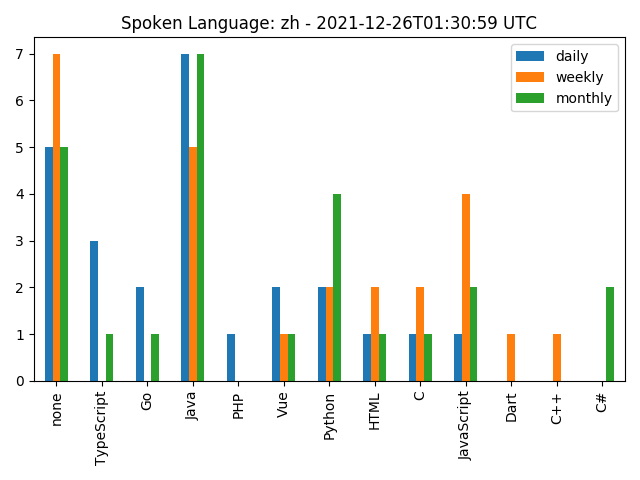 Spoken Language: zh - 2021-12-26T01:30:59 UTC
daily
weekly
monthly
7
6
5
4
3
2
1
0
none
TypeScript
Go
Java
PHP
Vue
Python
HTML
C
JavaScript
Dart
C++
C#